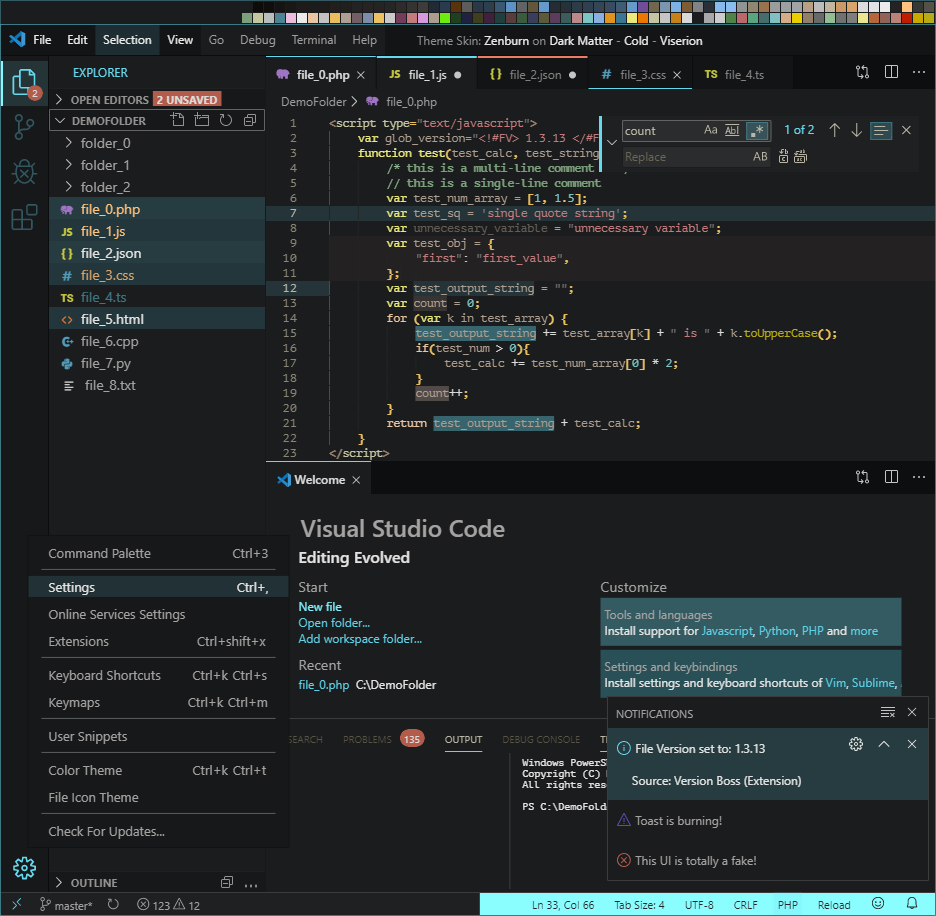 File Edit Selection View Go Debug Terminal Help Theme Skin: Zenburn on Dark Matter - Cold - Viserion
2
EXPLORER
OPEN EDITORS 2 UNSAVED
DEMOFOLDER
folder_0
folder_1
folder_2
file_0.php
file_1.js
file_2.json
file_3.css
TS file_4.ts
file_5.html
file_6.cpp
file_7.py
file_8.txt
file_0.php JS file_1.js {} file_2.json # file_3.css TS file_4.ts
DemoFolder > file_0.php
1 <script type="text/javascript">
2 var glob_version="<!#FV> 1.3.13 </#F
3 function test(test_calc, test_string
4 /* this is a multi-line comment
5 // this is a single-line comment
6 var test_num_array = [1, 1.5];
7 var test_sq = 'single quote string';
8 var unnecessary_variable = "unnecessary variable";
9 var test_obj = {
10 "first": "first_value",
11 };
12 var test_output_string = "";
13 var count = 0;
14 for (var k in test_array) {
15 test_output_string += test_array[k] + " is " + k.toUpperCase();
16 if(test_num > 0){
17 test_calc += test_num_array[0] * 2;
18 }
19 count++;
20 }
21 return test_output_string + test_calc;
22 }
23 </script>
count Aa Abl .* 1 of 2
Replace AB
Welcome
Visual Studio Code
Editing Evolved
Start
New file
Open folder...
Add workspace folder...
Recent
file_0.php C:\DemoFolder
Customize
Tools and languages
Install support for Javascript, Python, PHP and more
Settings and keybindings
Install settings and keyboard shortcuts of Vim, Sublime,
Command Palette Ctrl+3
Settings Ctrl+,
Online Services Settings
Extensions Ctrl+shift+x
Keyboard Shortcuts Ctrl+k Ctrl+s
Keymaps Ctrl+k Ctrl+m
User Snippets
Color Theme Ctrl+k Ctrl+t
File Icon Theme
Check For Updates...
SEARCH PROBLEMS 135 OUTPUT DEBUG CONSOLE
Windows PowerS
Copyright (C)
All rights rese
PS C:\DemoFold
NOTIFICATIONS
File Version set to: 1.3.13
Source: Version Boss (Extension)
Toast is burning!
This UI is totally a fake!
OUTLINE
master* 123 12 Ln 33, Col 66 Tab Size: 4 UTF-8 CRLF PHP Reload